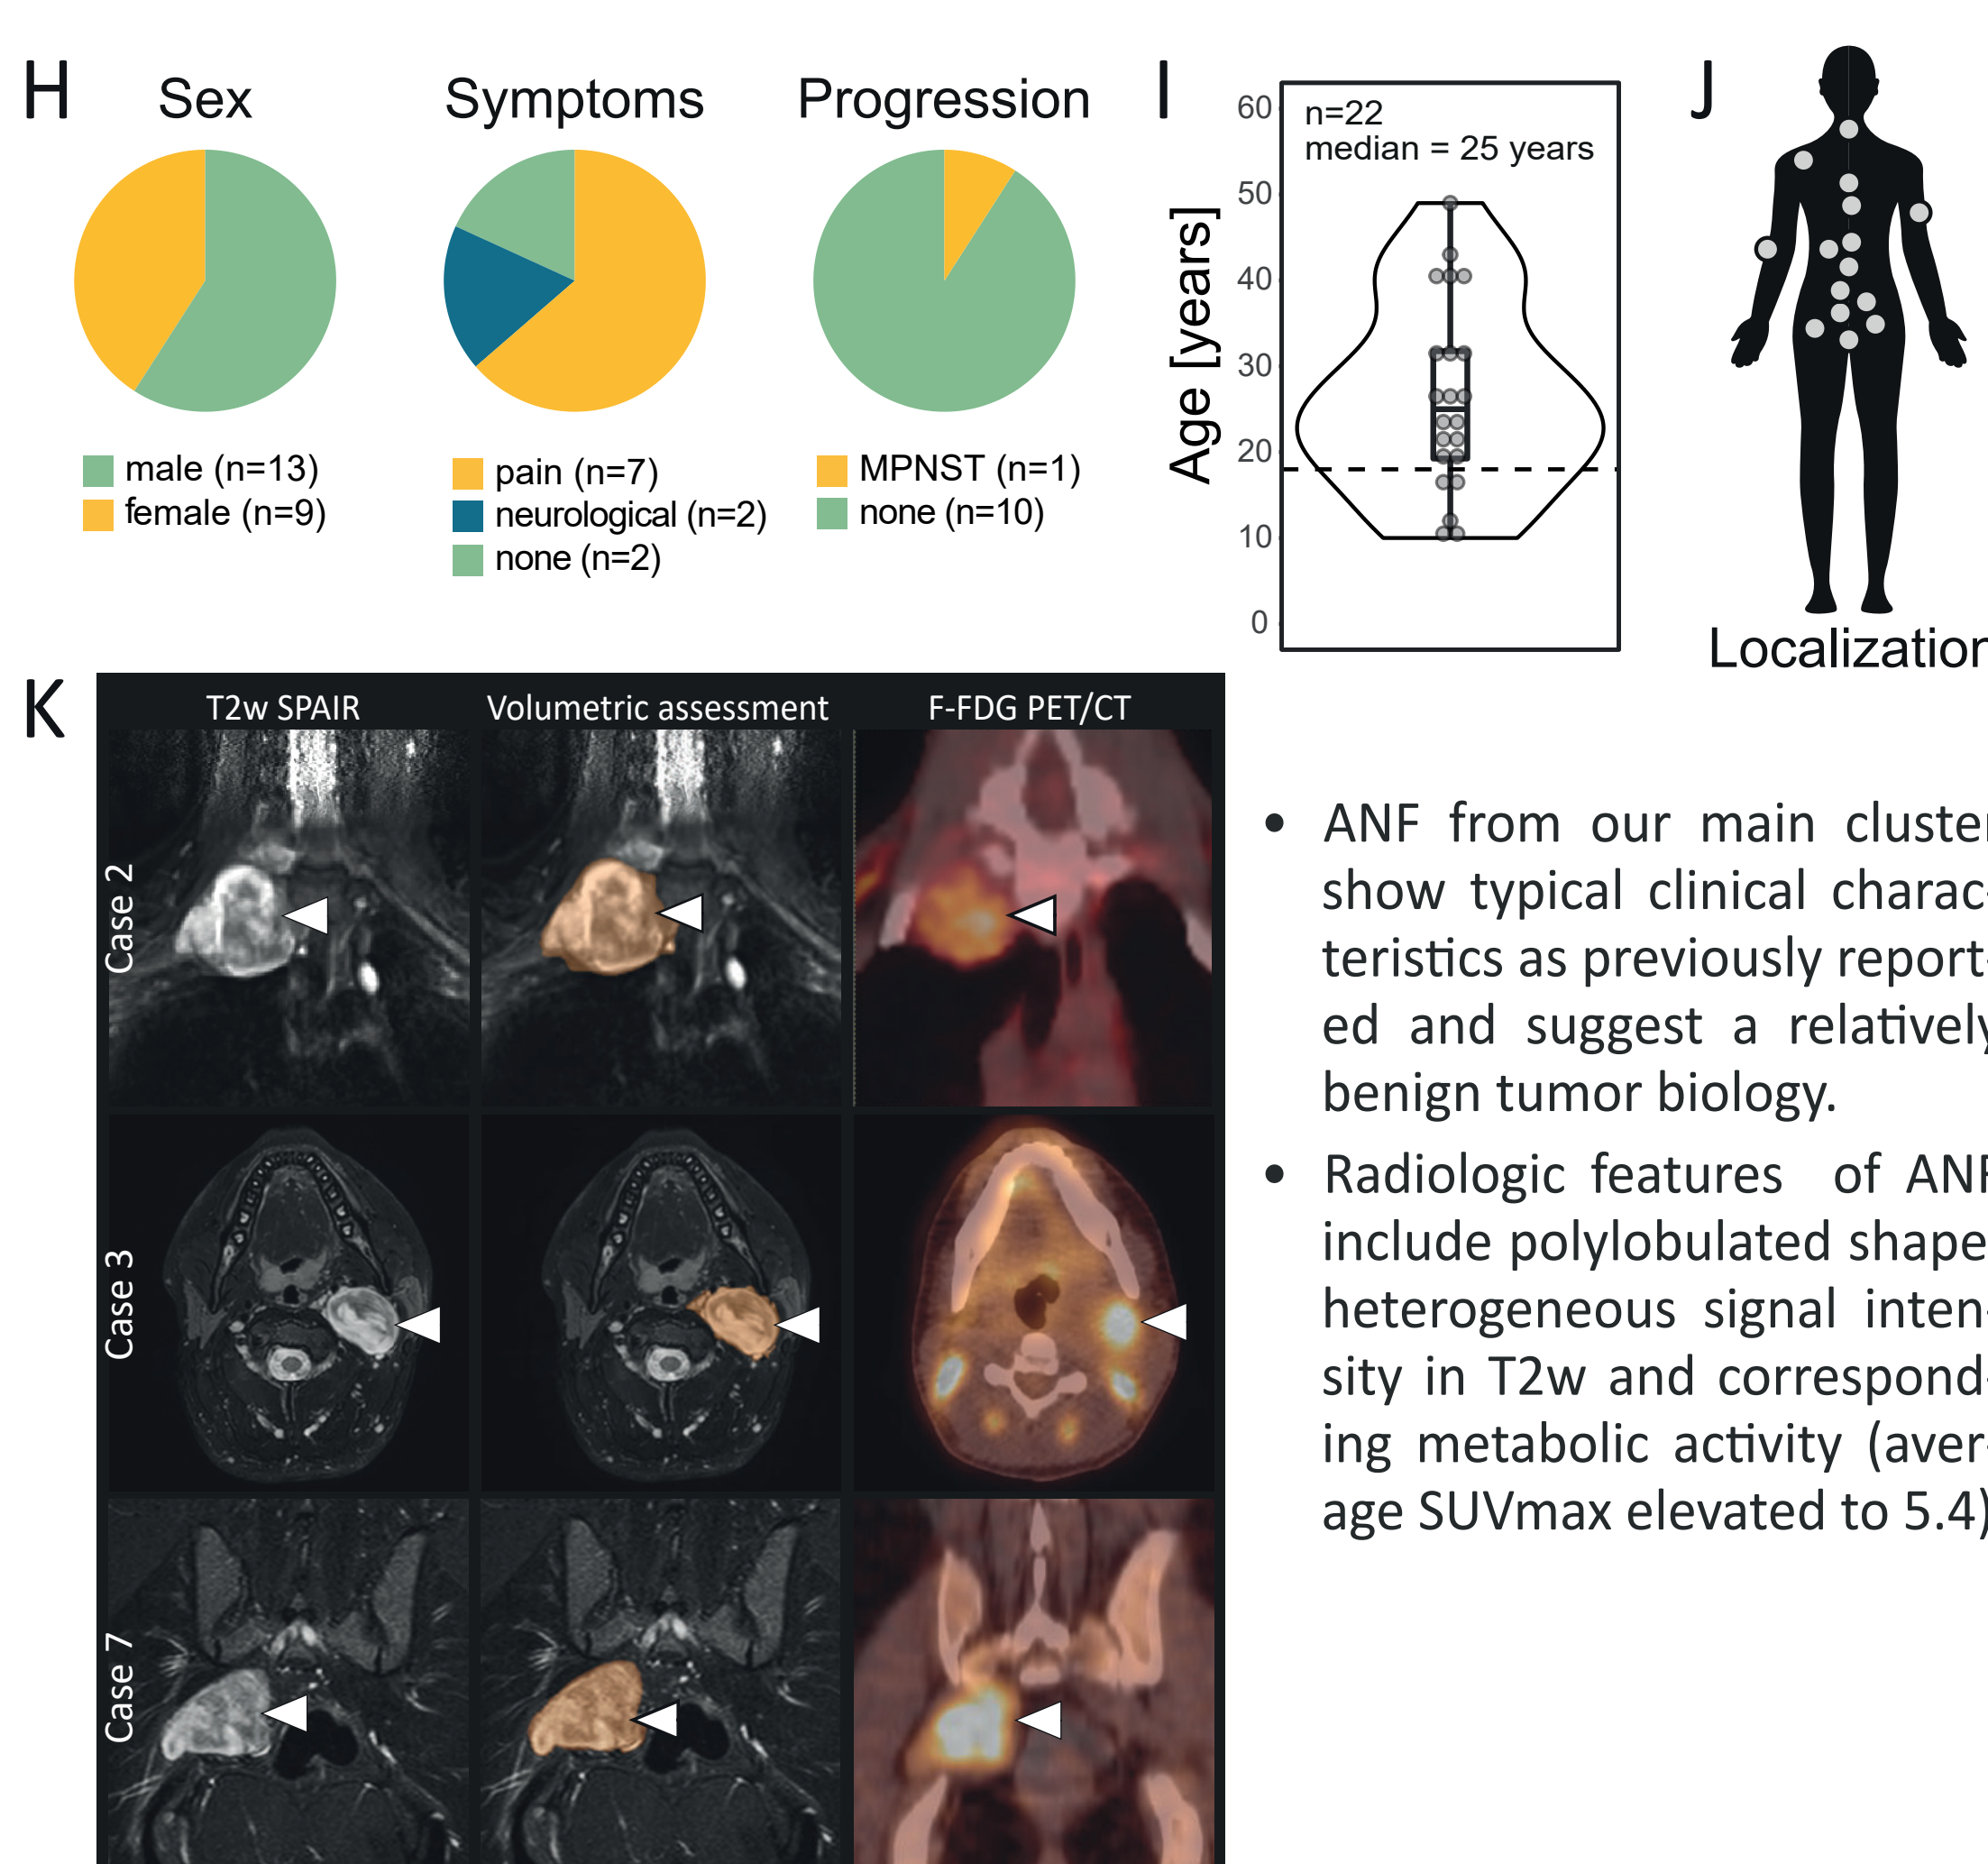 H
Sex
Symptoms
Progression
male (n=13)
female (n=9)
pain (n=7)
neurological (n=2)
none (n=2)
MPNST (n=1)
none (n=10)
I
Age [years]
60
50
40
30
20
10
0
n=22
median = 25 years
J
Localization
K
T2w SPAIR
Volumetric assessment
F-FDG PET/CT
Case 2
Case 3
Case 7
• ANF from our main cluster
show typical clinical charac-
teristics as previously report-
ed and suggest a relatively
benign tumor biology.
• Radiologic features of ANF
include polylobulated shape
heterogeneous signal inten-
sity in T2w and correspond-
ing metabolic activity (aver-
age SUVmax elevated to 5.4)